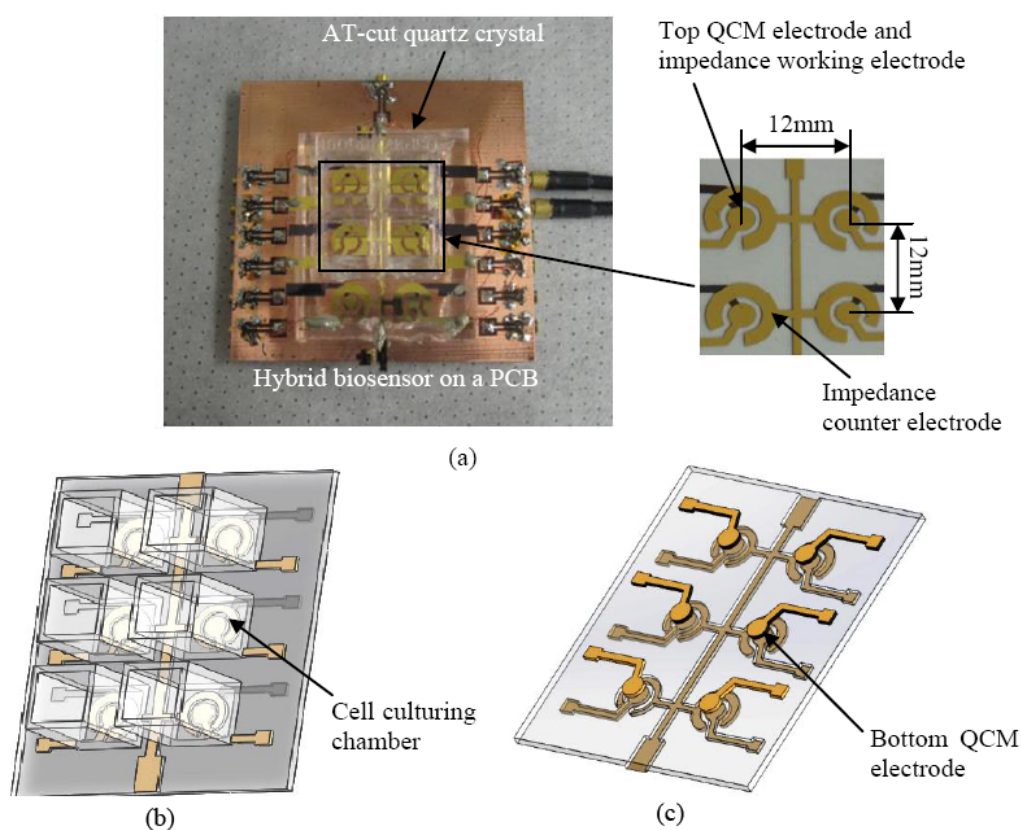 AT-cut quartz crystal
Top QCM electrode and
impedance working electrode
12mm
12mm
Hybrid biosensor on a PCB
Impedance
counter electrode
(a)
Cell culturing
chamber
Bottom QCM
electrode
(b)
(c)